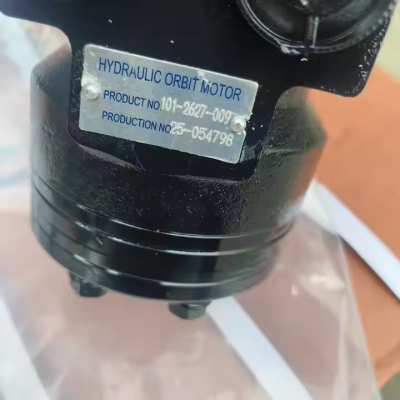 HYDRAULIC ORBIT MOTOR
PRODUCT NO 101-2627-009
PRODUCTION NO 25-054798